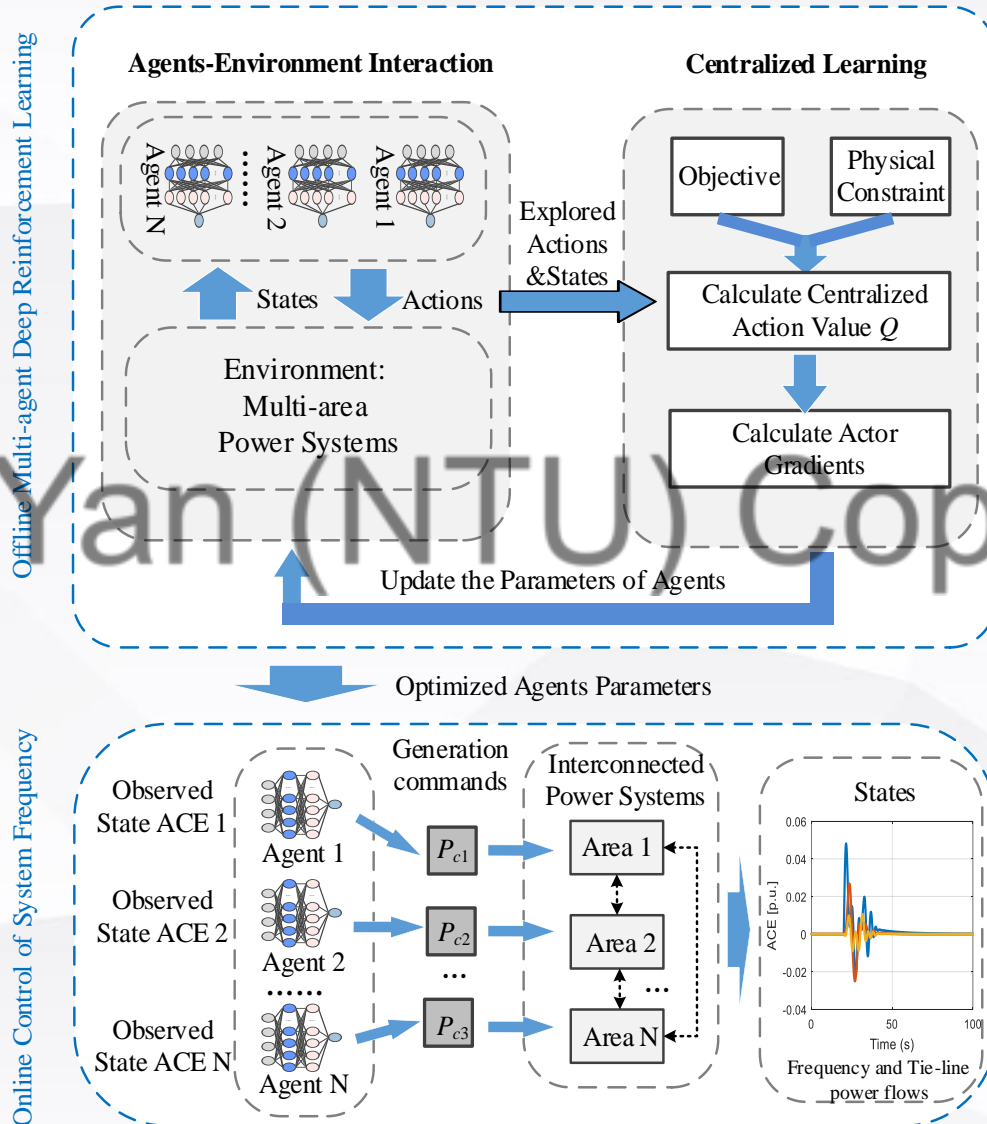 Offline Multi-agent Deep Reinforcement Learning
Agents-Environment Interaction
Centralized Learning
Agent N
......
Agent 2
Agent 1
States
Actions
Environment:
Multi-area
Power Systems
Explored
Actions
&States
Objective
Physical
Constraint
Calculate Centralized
Action Value Q
Calculate Actor
Gradients
Yan (NTU) Cop
Update the Parameters of Agents
Optimized Agents Parameters
Online Control of System Frequency
Observed
State ACE 1
Agent 1
Observed
State ACE 2
Agent 2
......
Observed
State ACE N
Agent N
Generation
commands
Pc1
Pc2
...
Pc3
Interconnected
Power Systems
Area 1
Area 2
...
Area N
States
ACE [p.u.]
0.06
0.04
0.02
0
-0.02
-0.04
0
50
100
Time (s)
Frequency and Tie-line
power flows